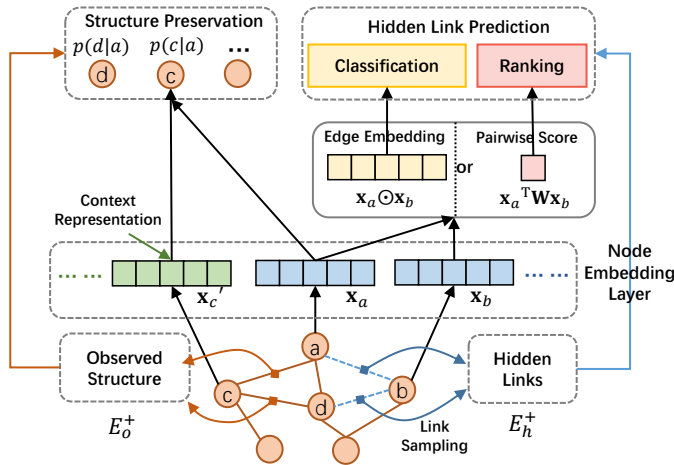 Structure Preservation
p(d|a) p(c|a) ...
d c
Hidden Link Prediction
Classification Ranking
Edge Embedding Pairwise Score
or
x_a⊙x_b x_a^T W x_b
Context
Representation
... ... ... ...
x_c' x_a x_b
Node
Embedding
Layer
Observed
Structure
Hidden
Links
a
c
d
b
E_o^+
Link
Sampling
E_h^+